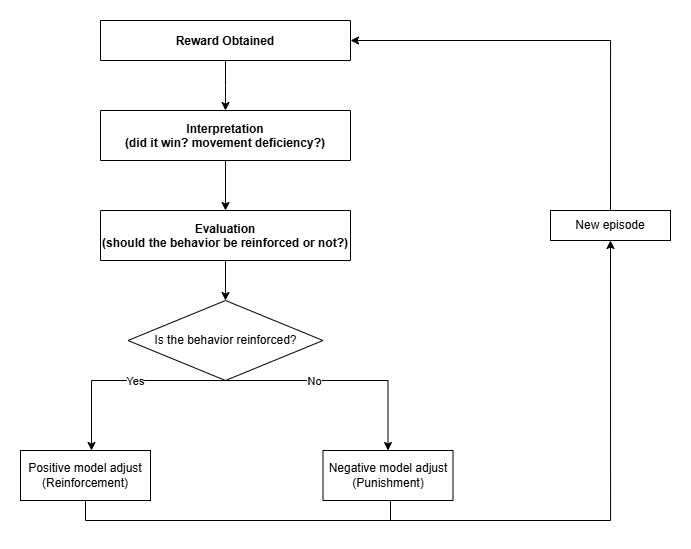 Reward Obtained
Interpretation
(did it win? movement deficiency?)
Evaluation
(should the behavior be reinforced or not?)
New episode
Is the behavior reinforced?
Yes
No
Positive model adjust
(Reinforcement)
Negative model adjust
(Punishment)